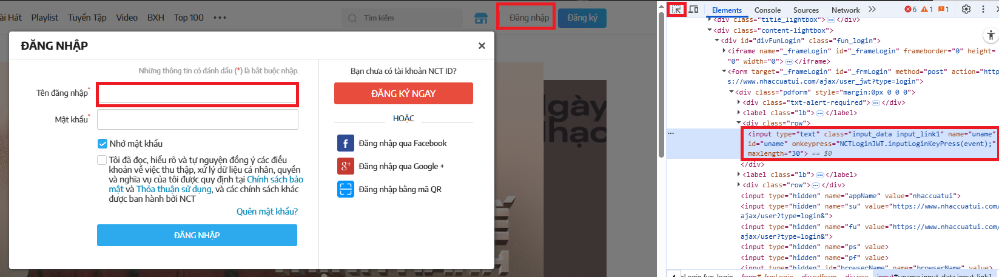 ài Hát Playlist Tuyển Tập Video BXH Top 100 ••• Tìm kiếm Đăng nhập Đăng ký
ĐĂNG NHẬP ×
Những thông tin có đánh dấu (*) là bắt buộc nhập.
Tên đăng nhập*
Mật khẩu*
Nhớ mật khẩu
Tôi đã đọc, hiểu rõ và tự nguyện đồng ý các điều
khoản về việc thu thập, xử lý dữ liệu cá nhân, quyền
và nghĩa vụ của tôi được quy định tại Chính sách bảo
mật và Thỏa thuận sử dụng, và các chính sách khác
được ban hành bởi NCT
Quên mật khẩu?
ĐĂNG NHẬP
Bạn chưa có tài khoản NCT ID?
ĐĂNG KÝ NGAY
HOẶC
f Đăng nhập qua Facebook
g+ Đăng nhập qua Google +
Đăng nhập bằng mã QR
Ngày
Nhạc
Elements Console Sources Network 6 1 1
<div class="title_lightbox">…</div>
<div class="content-lightbox">
<div id="divFunLogin" class="fun_login">
<iframe name="_frameLogin" id="_frameLogin" frameborder="0" height=
"0" width="0">…</iframe>
<form target="_frameLogin" id="_frmLogin" method="post" action="http
s://www.nhaccuatui.com/ajax/user_jwt?type=login">
<div class="pdform" style="margin:0px 0 0 0">
<div class="txt-alert-required">…</div>
<label class="lb">…</label>
<div class="row">
<input type="text" class="input_data input_link1" name="uname"
id="uname" onkeypress="NCTLoginJWT.inputLoginKeyPress(event);"
maxlength="30"> == $0
</div>
<label class="lb">…</label>
<div class="row">…</div>
<input type="hidden" name="appName" value="nhaccuatui">
<input type="hidden" name="su" value="https://www.nhaccuatui.com/
ajax/user?type=login&">
<input type="hidden" name="fu" value="https://www.nhaccuatui.com/
ajax/user?type=login&">
<input type="hidden" name="ps" value>
<input type="hidden" name="pf" value>
<input type="hidden" id="browserName" name="browserName" value=
nLogin.fun_login form#_frmLogin div.pdform div.row input#uname.input_data.input_link1